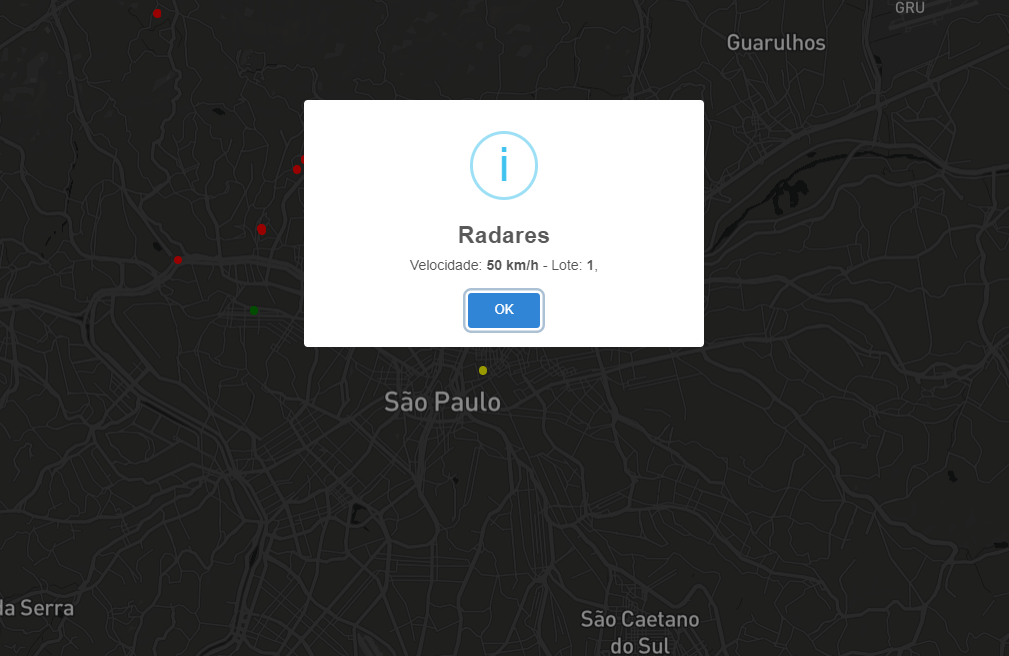 GRU
Guarulhos
i
Radares
Velocidade: 50 km/h - Lote: 1,
OK
São Paulo
da Serra
São Caetano
do Sul